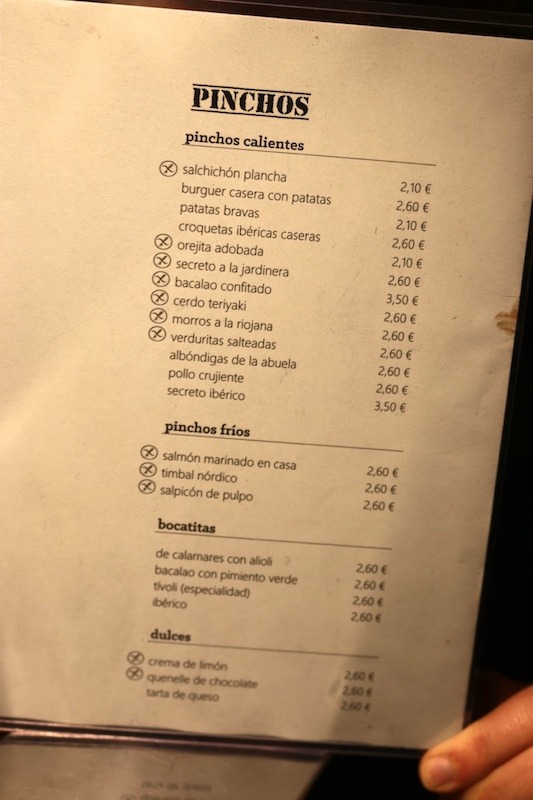 PINCHOS
pinchos calientes
salchichón plancha 2,10 €
burguer casera con patatas 2,60 €
patatas bravas 2,10 €
croquetas ibéricas caseras 2,60 €
orejita adobada 2,10 €
secreto a la jardinera 2,60 €
bacalao confitado 3,50 €
cerdo teriyaki 2,60 €
morros a la riojana 2,60 €
verduritas salteadas 2,60 €
albóndigas de la abuela 2,60 €
pollo crujiente 2,60 €
secreto ibérico 3,50 €
pinchos fríos
salmón marinado en casa 2,60 €
timbal nórdico 2,60 €
salpicón de pulpo 2,60 €
bocatitas
de calamares con alioli 2,60 €
bacalao con pimiento verde 2,60 €
tívoli (especialidad) 2,60 €
ibérico 2,60 €
dulces
crema de limón 2,60 €
quenelle de chocolate 2,60 €
tarta de queso 2,60 €